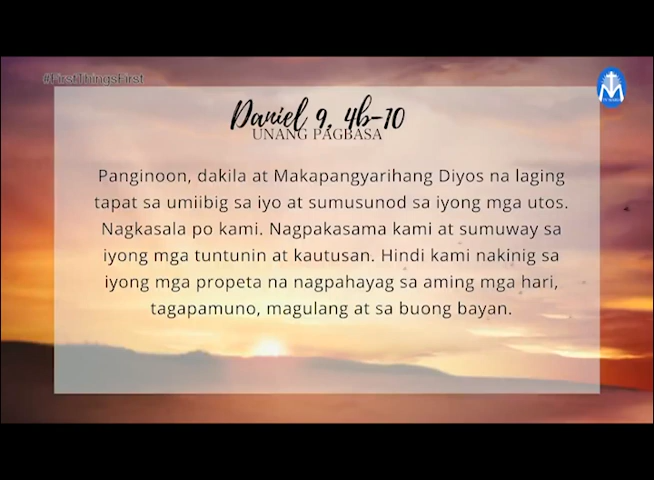 #FirstThingsFirst
Daniel 9, 4b-10
UNANG PAGBASA
Panginoon, dakila at Makapangyarihang Diyos na laging
tapat sa umiibig sa iyo at sumusunod sa iyong mga utos.
Nagkasala po kami. Nagpakasama kami at sumuway sa
iyong mga tuntunin at kautusan. Hindi kami nakinig sa
iyong mga propeta na nagpahayag sa aming mga hari,
tagapamuno, magulang at sa buong bayan.